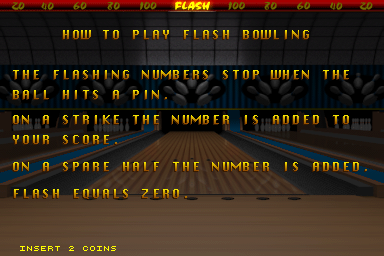 20 40 60 80 100 FLASH 100 80 60 40 20
HOW TO PLAY FLASH BOWLING
THE FLASHING NUMBERS STOP WHEN THE
BALL HITS A PIN.
ON A STRIKE THE NUMBER IS ADDED TO
YOUR SCORE.
ON A SPARE HALF THE NUMBER IS ADDED.
FLASH EQUALS ZERO.
INSERT 2 COINS